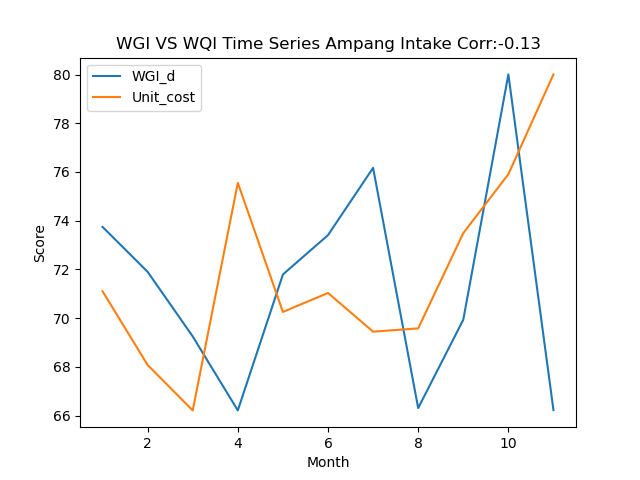 WGI VS WQI Time Series Ampang Intake Corr:-0.13
WGI_d
Unit_cost
Score
80
78
76
74
72
70
68
66
2 4 6 8 10
Month